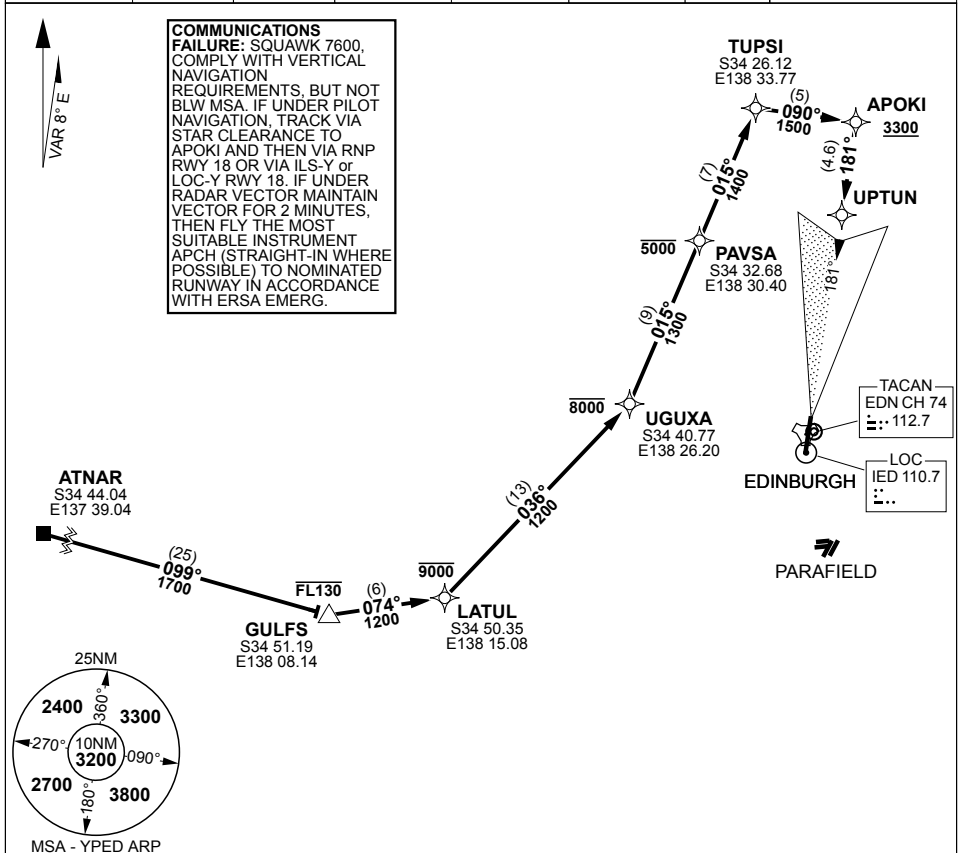 COMMUNICATIONS
FAILURE: SQUAWK 7600,
COMPLY WITH VERTICAL
NAVIGATION
REQUIREMENTS, BUT NOT
BLW MSA. IF UNDER PILOT
NAVIGATION, TRACK VIA
STAR CLEARANCE TO
APOKI AND THEN VIA RNP
RWY 18 OR VIA ILS-Y or
LOC-Y RWY 18. IF UNDER
RADAR VECTOR MAINTAIN
VECTOR FOR 2 MINUTES,
THEN FLY THE MOST
SUITABLE INSTRUMENT
APCH (STRAIGHT-IN WHERE
POSSIBLE) TO NOMINATED
RUNWAY IN ACCORDANCE
WITH ERSA EMERG.
VAR 8° E
TUPSI
S34 26.12
E138 33.77
(5)
090°
1500
APOKI
3300
(4.6)
181°
UPTUN
181°
(7)
015°
1400
5000
PAVSA
S34 32.68
E138 30.40
(9)
015°
1300
8000
UGUXA
S34 40.77
E138 26.20
TACAN
EDN CH 74
112.7
LOC
IED 110.7
EDINBURGH
PARAFIELD
(13)
036°
1200
ATNAR
S34 44.04
E137 39.04
(25)
099°
1700
FL130
GULFS
S34 51.19
E138 08.14
(6)
074°
1200
9000
LATUL
S34 50.35
E138 15.08
25NM
2400
360°
3300
270°
10NM
3200
090°
2700
180°
3800
MSA - YPED ARP